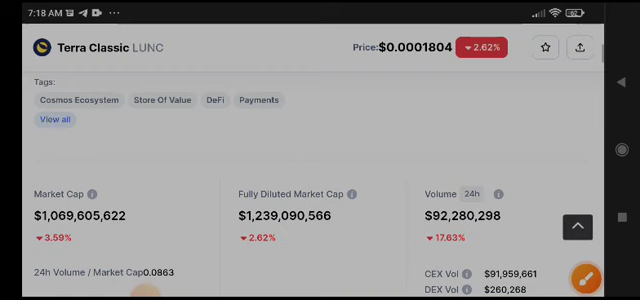 7:18 AM
Terra Classic LUNC
Price:$0.0001804 2.62%
Tags:
Cosmos Ecosystem Store Of Value DeFi Payments
View all
Market Cap Fully Diluted Market Cap Volume 24h
$1,069,605,622 $1,239,090,566 $92,280,298
3.59% 2.62% 17.63%
24h Volume / Market Cap0.0863
CEX Vol $91,959,661
DEX Vol $260,268